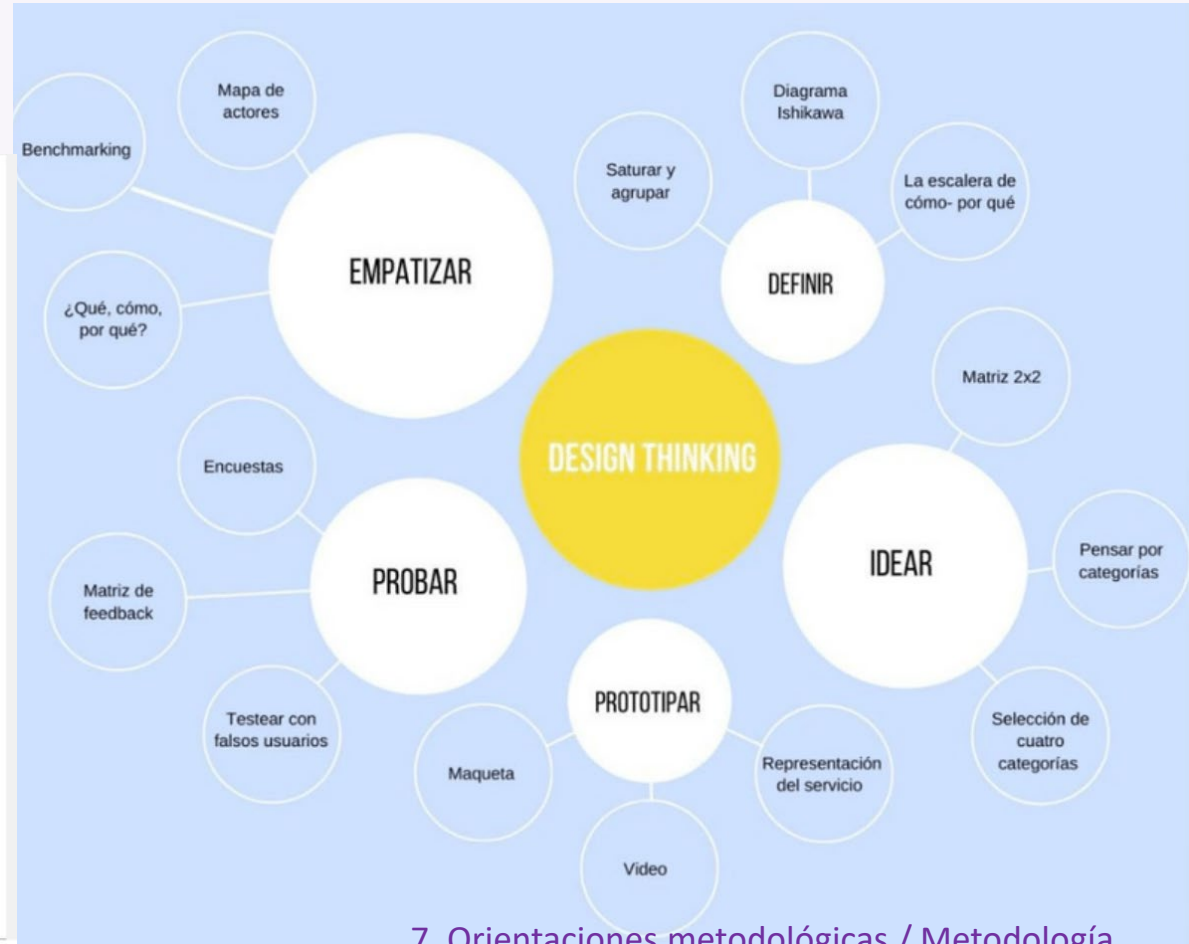 Mapa de
actores
Benchmarking
¿Qué, cómo,
por qué?
EMPATIZAR
Diagrama
Ishikawa
Saturar y
agrupar
La escalera de
cómo- por qué
DEFINIR
DESIGN THINKING
Matriz 2x2
Pensar por
categorías
Selección de
cuatro
categorías
IDEAR
Encuestas
Matriz de
feedback
Testear con
falsos usuarios
PROBAR
PROTOTIPAR
Maqueta
Video
Representación
del servicio
7. Orientaciones metodológicas / Metodología